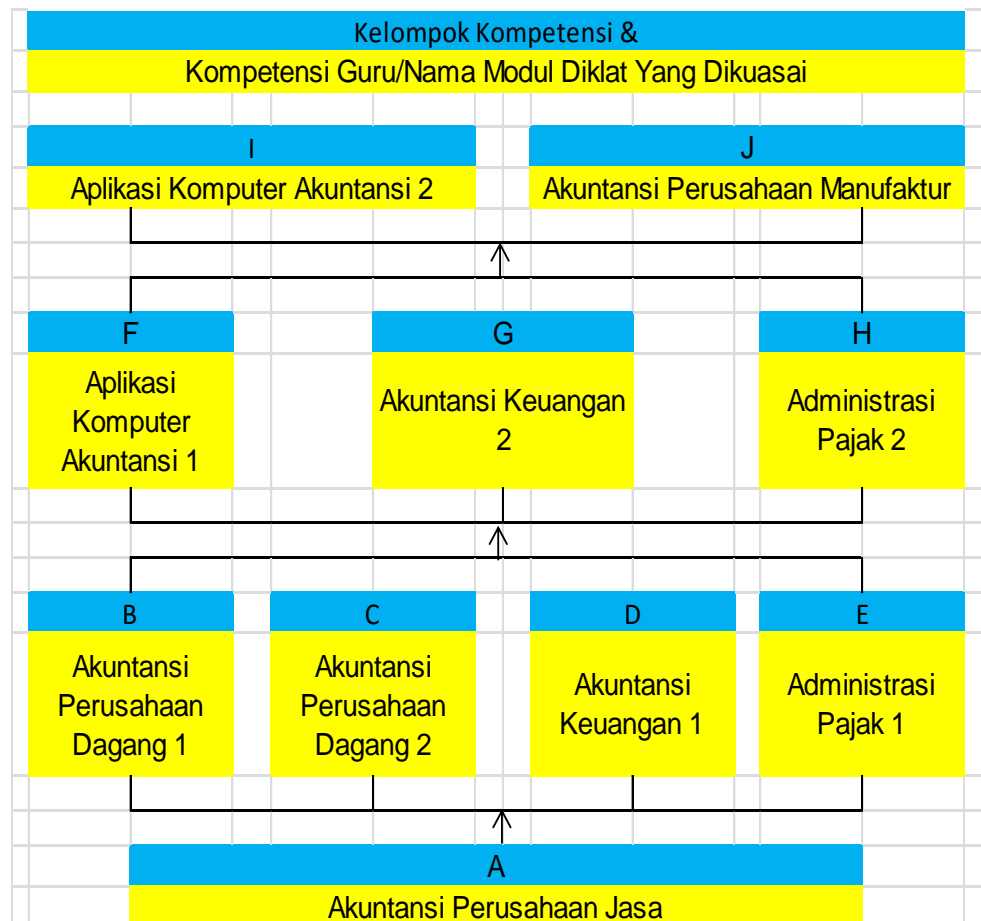 Kelompok Kompetensi &
Kompetensi Guru/Nama Modul Diklat Yang Dikuasai
I
Aplikasi Komputer Akuntansi 2
J
Akuntansi Perusahaan Manufaktur
F
Aplikasi
Komputer
Akuntansi 1
G
Akuntansi Keuangan
2
H
Administrasi
Pajak 2
B
Akuntansi
Perusahaan
Dagang 1
C
Akuntansi
Perusahaan
Dagang 2
D
Akuntansi
Keuangan 1
E
Administrasi
Pajak 1
A
Akuntansi Perusahaan Jasa